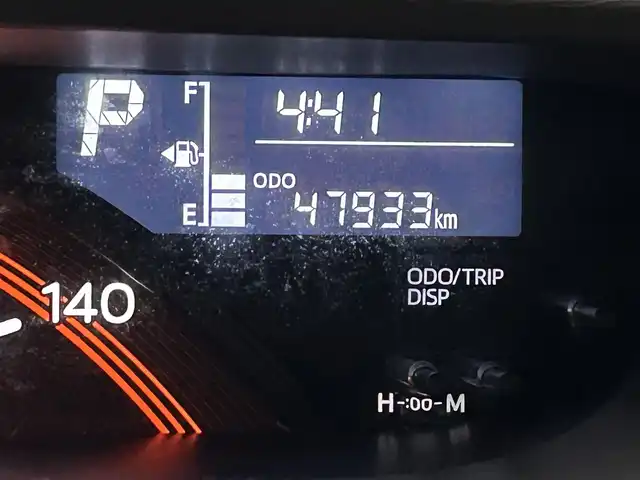 P
F
4:41
E
ODO
47933km
140
ODO/TRIP
DISP
H-:00-M